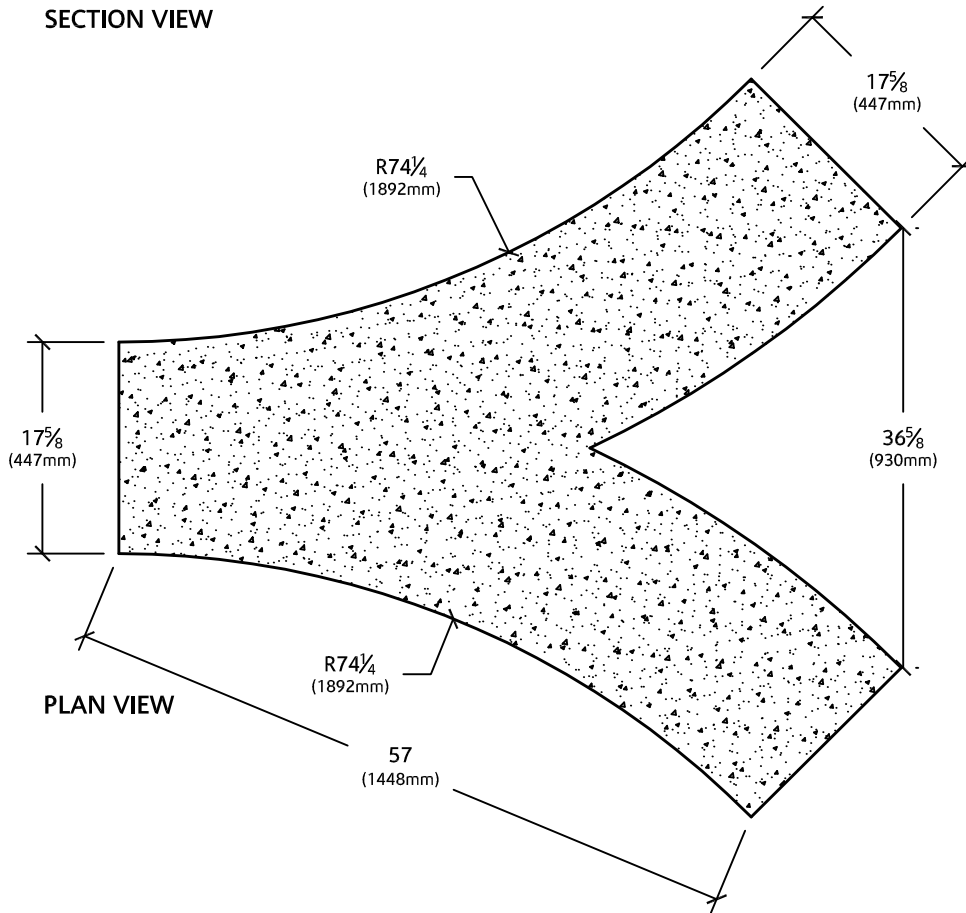 SECTION VIEW
17⅝
(447mm)
R74¼
(1892mm)
17⅝
(447mm)
36⅝
(930mm)
R74¼
(1892mm)
PLAN VIEW
57
(1448mm)